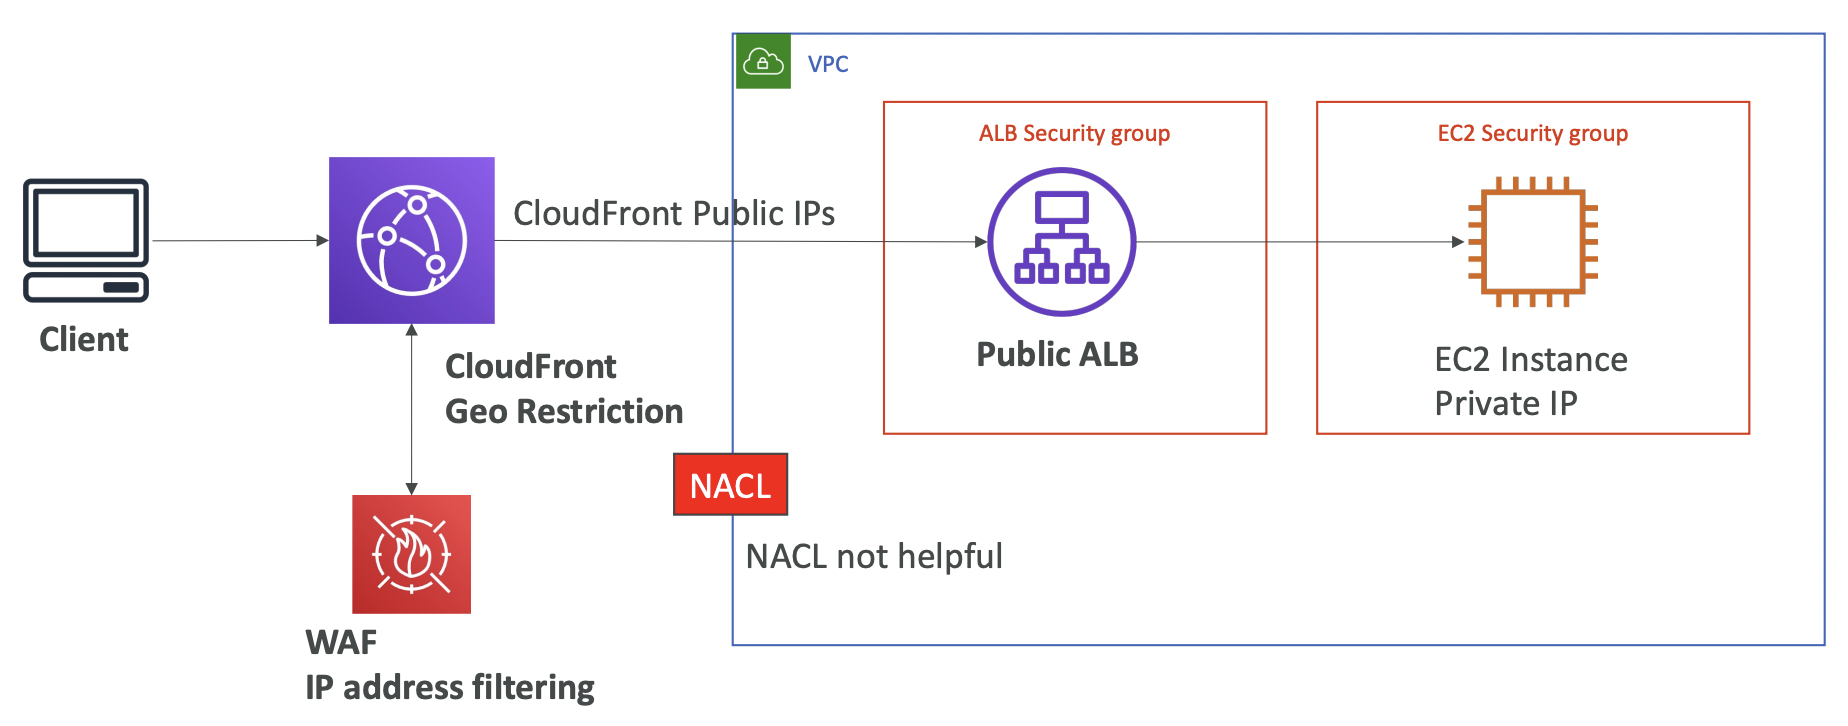 VPC
ALB Security group
EC2 Security group
CloudFront Public IPs
Client
CloudFront
Geo Restriction
Public ALB
EC2 Instance
Private IP
NACL
NACL not helpful
WAF
IP address filtering